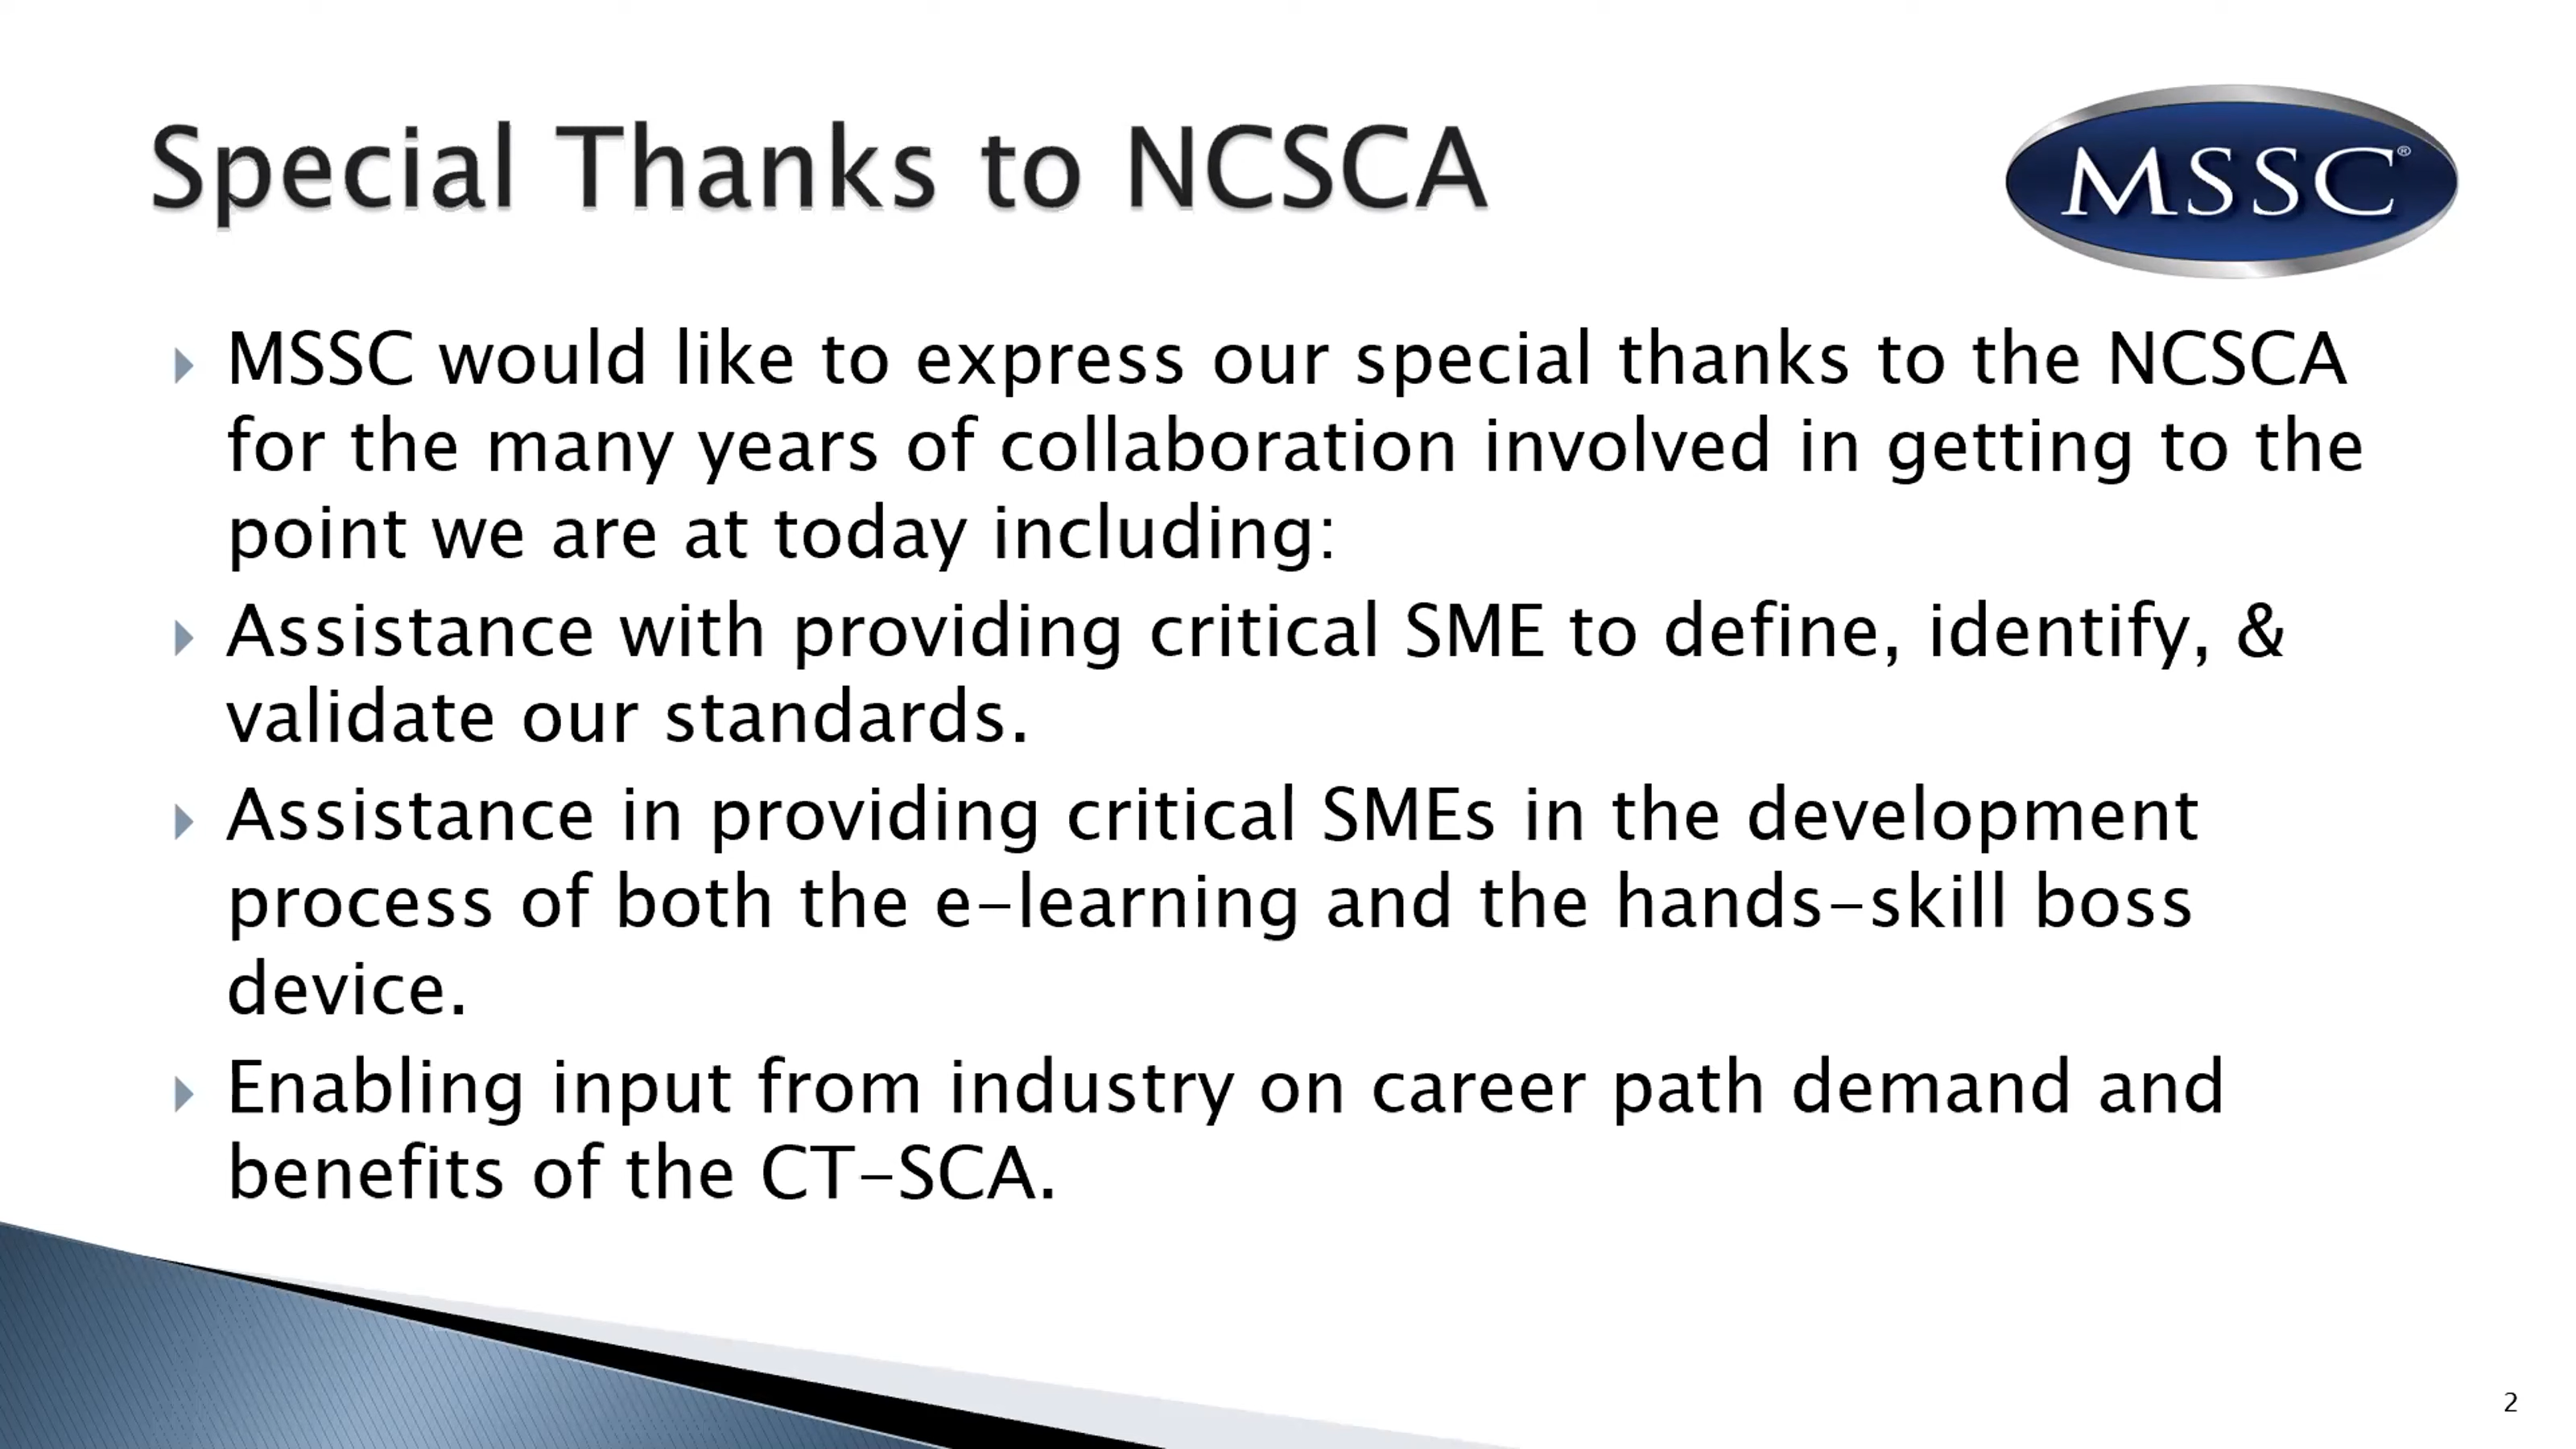 Special Thanks to NCSCA
MSSC®
MSSC would like to express our special thanks to the NCSCA
for the many years of collaboration involved in getting to the
point we are at today including:
Assistance with providing critical SME to define, identify, &
validate our standards.
Assistance in providing critical SMEs in the development
process of both the e-learning and the hands-skill boss
device.
Enabling input from industry on career path demand and
benefits of the CT-SCA.
2